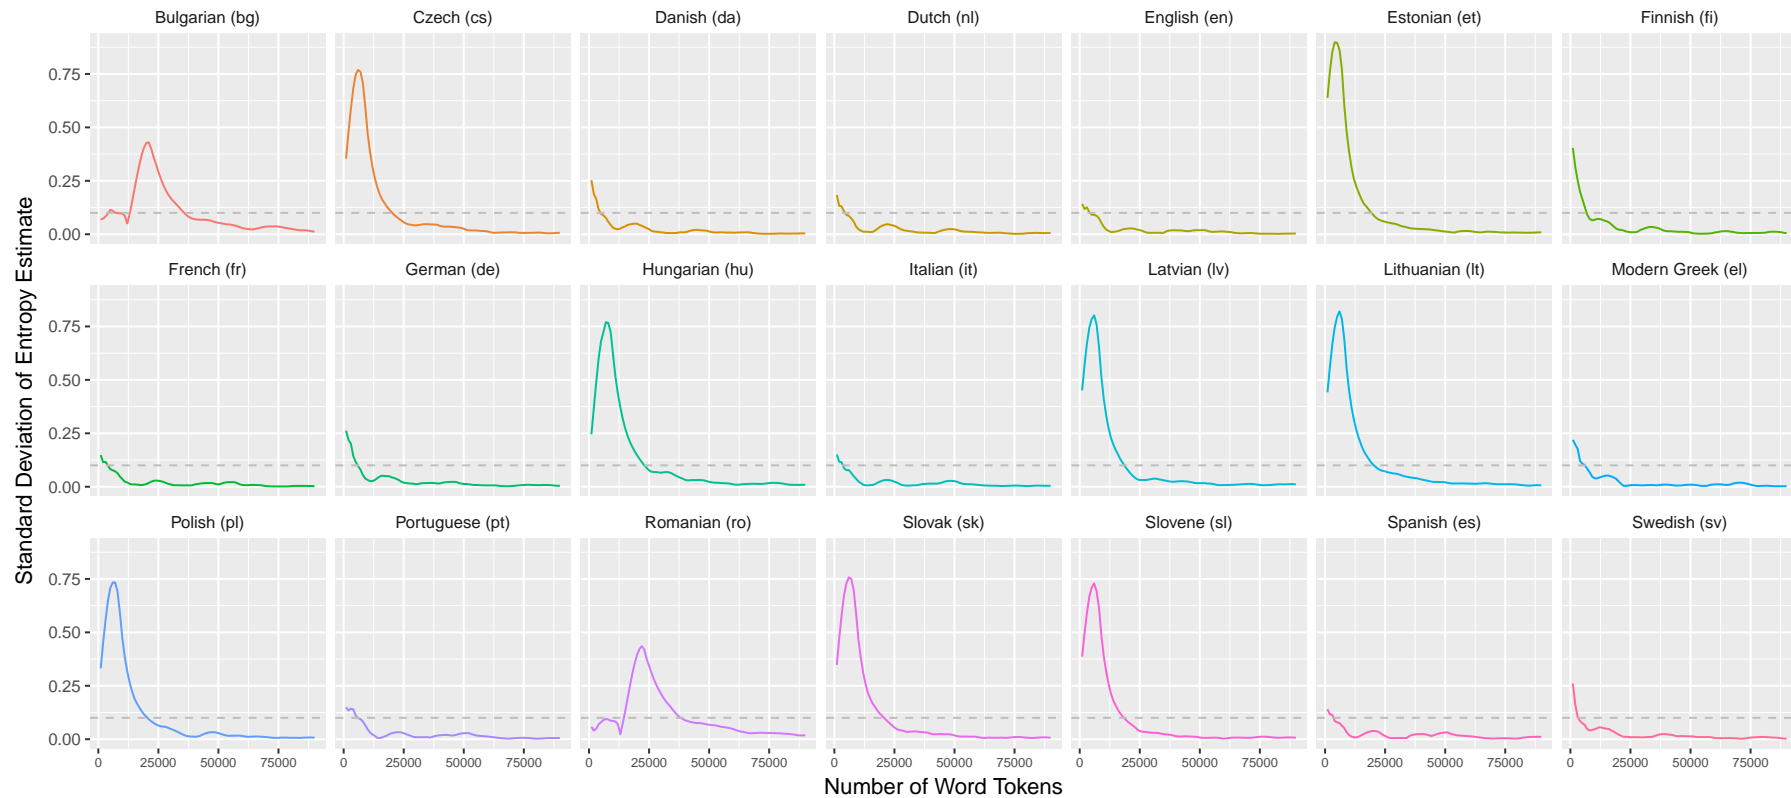 Bulgarian (bg) Czech (cs) Danish (da) Dutch (nl) English (en) Estonian (et) Finnish (fi)
0.75
0.50
0.25
0.00
French (fr) German (de) Hungarian (hu) Italian (it) Latvian (lv) Lithuanian (lt) Modern Greek (el)
0.75
0.50
0.25
0.00
Polish (pl) Portuguese (pt) Romanian (ro) Slovak (sk) Slovene (sl) Spanish (es) Swedish (sv)
0.75
0.50
0.25
0.00
0 25000 50000 75000 0 25000 50000 75000 0 25000 50000 75000 0 25000 50000 75000 0 25000 50000 75000 0 25000 50000 75000 0 25000 50000 75000
Number of Word Tokens
Standard Deviation of Entropy Estimate